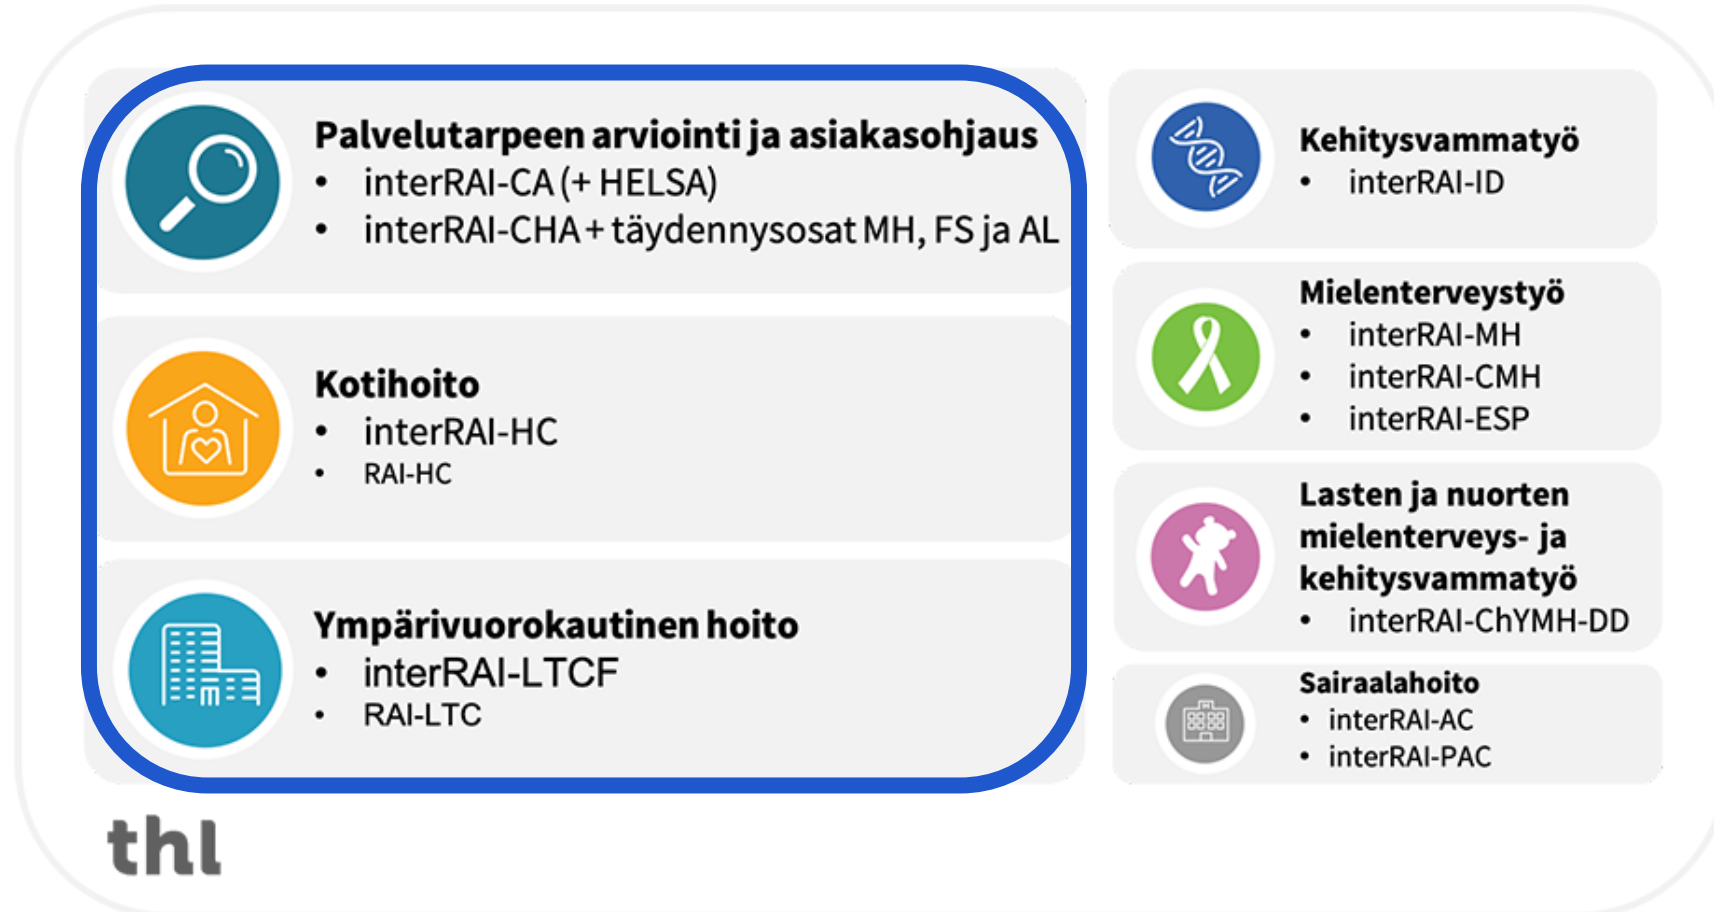 Palvelutarpeen arviointi ja asiakasohjaus
• interRAI-CA (+ HELSA)
• interRAI-CHA + täydennysosat MH, FS ja AL
Kotihoito
• interRAI-HC
• RAI-HC
Ympärivuorokautinen hoito
• interRAI-LTCF
• RAI-LTC
Kehitysvammatyö
• interRAI-ID
Mielenterveystyö
• interRAI-MH
• interRAI-CMH
• interRAI-ESP
Lasten ja nuorten
mielenterveys- ja
kehitysvammatyö
• interRAI-ChYMH-DD
Sairaalahoito
• interRAI-AC
• interRAI-PAC
thl